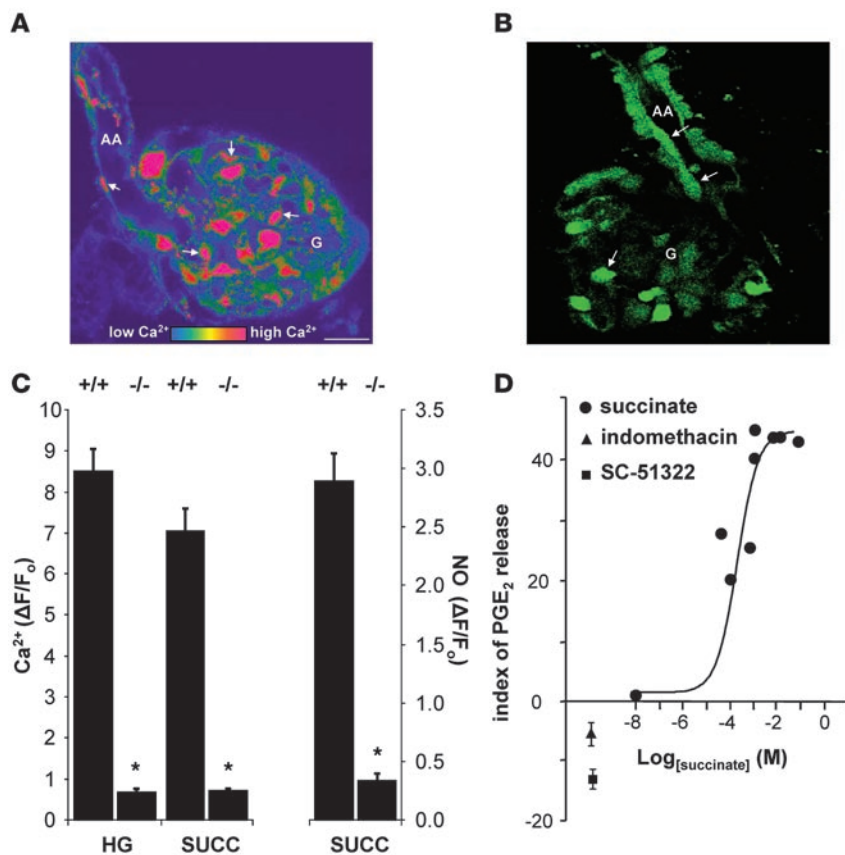 A
AA
G
low Ca²⁺ high Ca²⁺
B
AA
G
C
+/+ -/- +/+ -/- +/+ -/-
Ca²⁺ (ΔF/Fₒ)
10
9
8
7
6
5
4
3
2
1
0
* * *
HG SUCC SUCC
3.5
3.0
2.5
2.0
1.5
1.0
0.5
0.0
NO (ΔF/Fₒ)
D
succinate
indomethacin
SC-51322
index of PGE₂ release
40
20
0
-20
-8 -6 -4 -2 0
Log[succinate] (M)